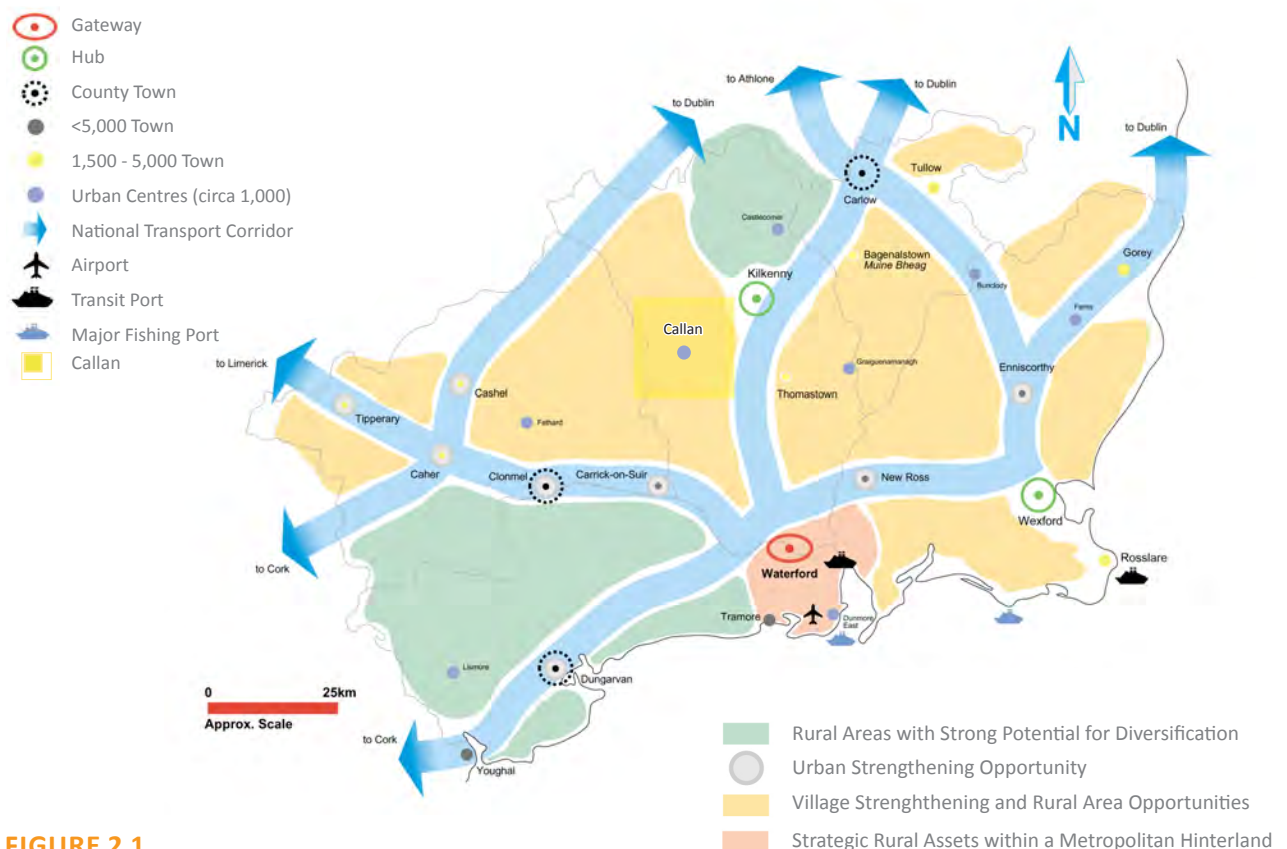 Gateway
Hub
County Town
<5,000 Town
1,500 - 5,000 Town
Urban Centres (circa 1,000)
National Transport Corridor
Airport
Transit Port
Major Fishing Port
Callan
to Athlone
to Dublin
to Dublin
N
to Dublin
Tullow
Carlow
Castlecomer
Bagenalstown
Muine Bheag
Gorey
Kilkenny
Bunclody
Callan
Ferns
to Limerick
Graiguenamanagh
Enniscorthy
Cashel
Thomastown
Tipperary
Fethard
Caher
Clonmel
Carrick-on-Suir
New Ross
Wexford
Rosslare
to Cork
Waterford
Tramore
Dunmore
East
Lismore
Dungarvan
0 25km
Approx. Scale
to Cork
Youghal
Rural Areas with Strong Potential for Diversification
Urban Strengthening Opportunity
Village Strenghthening and Rural Area Opportunities
Strategic Rural Assets within a Metropolitan Hinterland
FIGURE 2.1